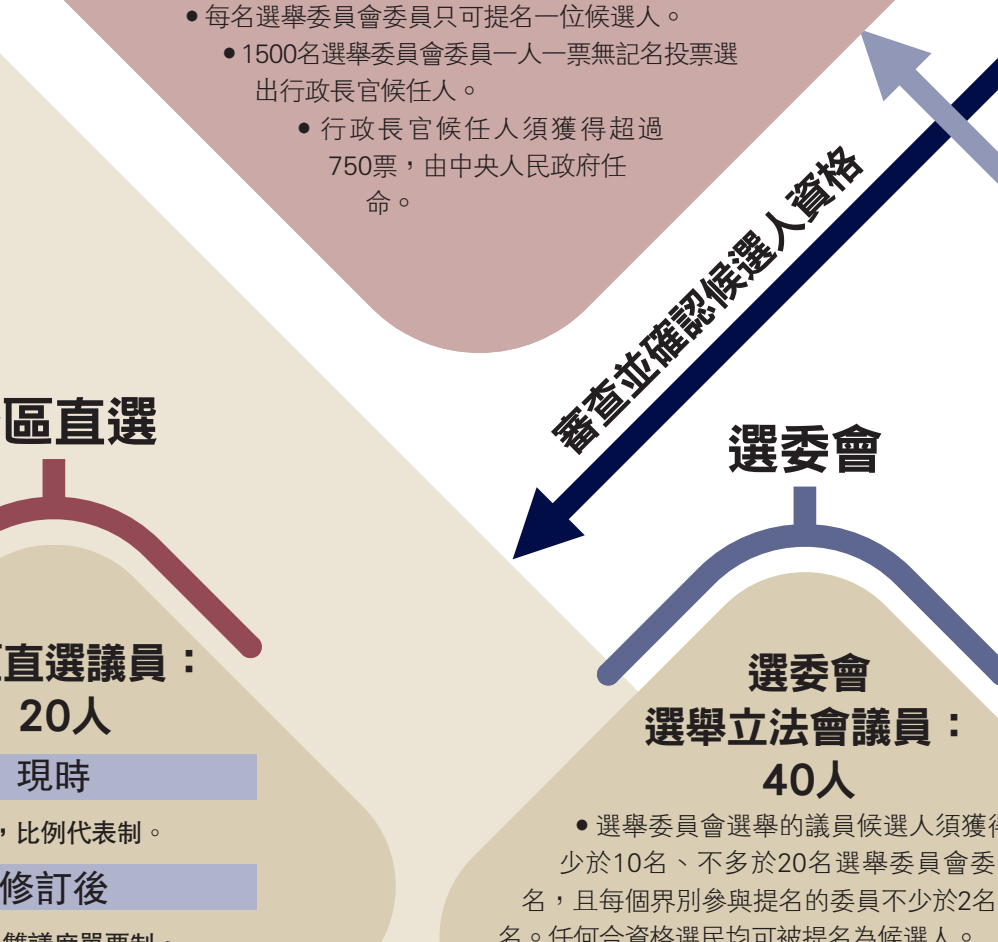 •每名選舉委員會委員只可提名一位候選人。
•1500名選舉委員會委員一人一票無記名投票選
出行政長官候任人。
•行政長官候任人須獲得超過
750票，由中央人民政府任
命。
審查並確認候選人資格
區直選
直選議員：
20人
現時
，比例代表制。
修訂後
雙議席單票制。
選委會
選委會
選舉立法會議員：
40人
•選舉委員會選舉的議員候選人須獲得
少於10名、不多於20名選舉委員會委
名，且每個界別參與提名的委員不少於2名
名。任何合資格選民均可被提名為候選人。